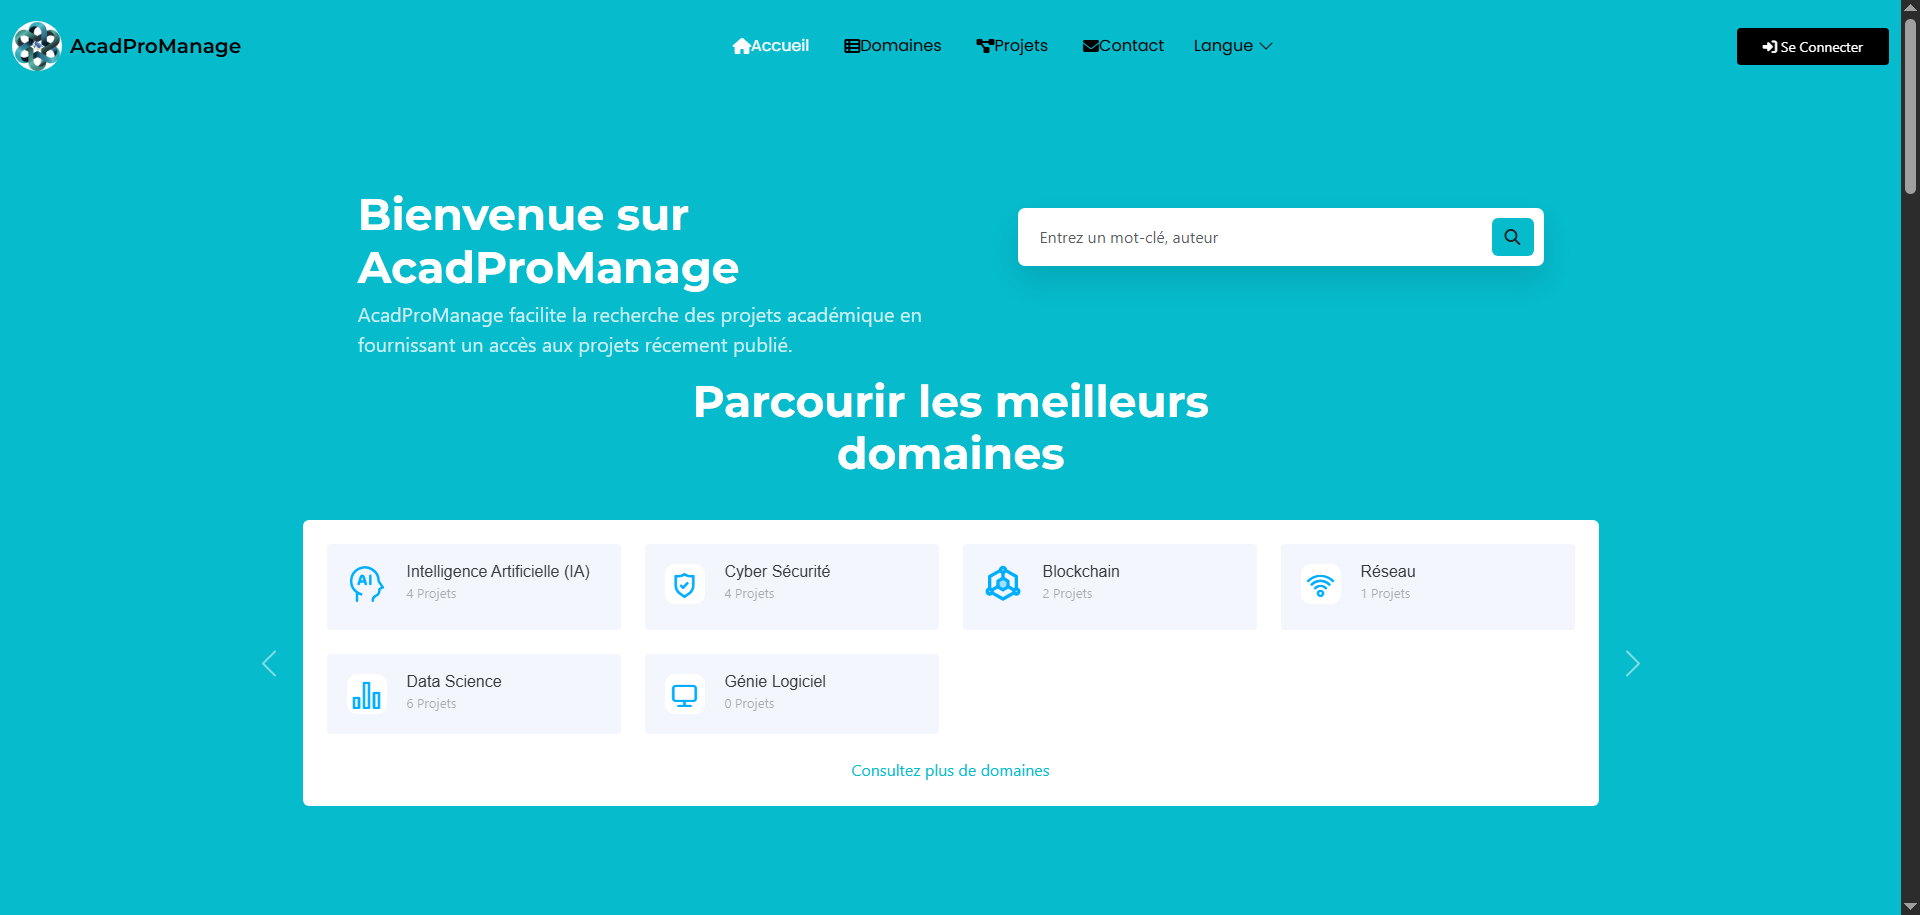 AcadProManage
Accueil
Domaines
Projets
Contact
Langue
Se Connecter
Bienvenue sur
AcadProManage
AcadProManage facilite la recherche des projets académique en
fournissant un accès aux projets récement publié.
Entrez un mot-clé, auteur
Parcourir les meilleurs
domaines
AI
Intelligence Artificielle (IA)
4 Projets
Cyber Sécurité
4 Projets
Blockchain
2 Projets
Réseau
1 Projets
Data Science
6 Projets
Génie Logiciel
0 Projets
Consultez plus de domaines